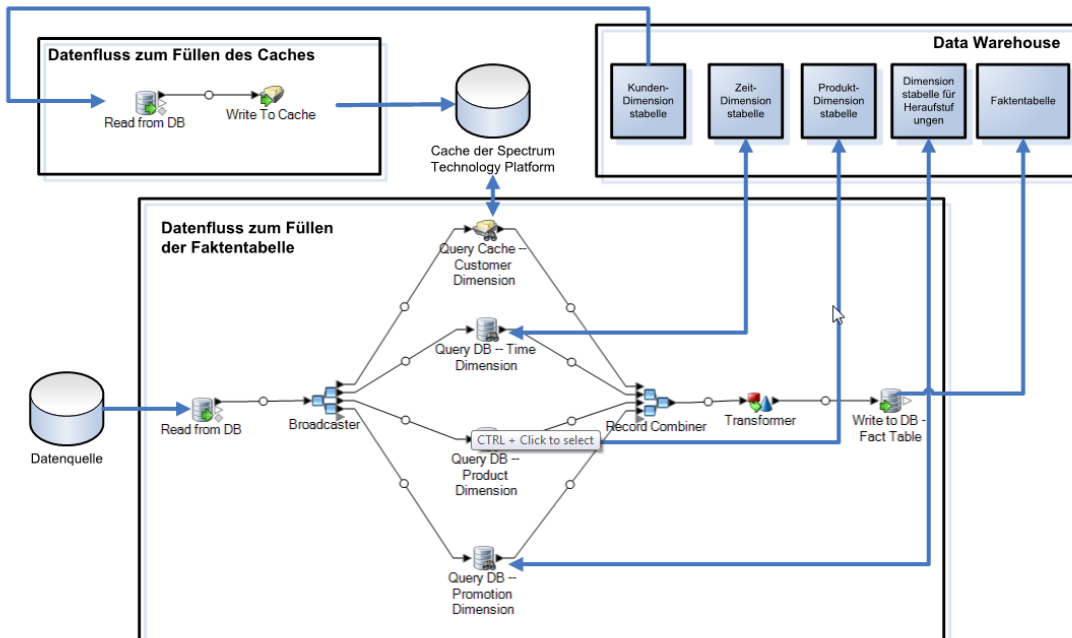 Datenfluss zum Füllen des Caches
Read from DB
Write To Cache
Cache der Spectrum
Technology Platform
Data Warehouse
Kunden-
Dimension
stabelle
Zeit-
Dimension
stabelle
Produkt-
Dimension
stabelle
Dimension
stabelle für
Heraufstuf
ungen
Faktentabelle
Datenfluss zum Füllen
der Faktentabelle
Query Cache --
Customer
Dimension
Query DB -- Time
Dimension
Datenquelle
Read from DB
Broadcaster
CTRL + Click to select
Query DB --
Product
Dimension
Record Combiner
Transformer
Write to DB -
Fact Table
Query DB --
Promotion
Dimension